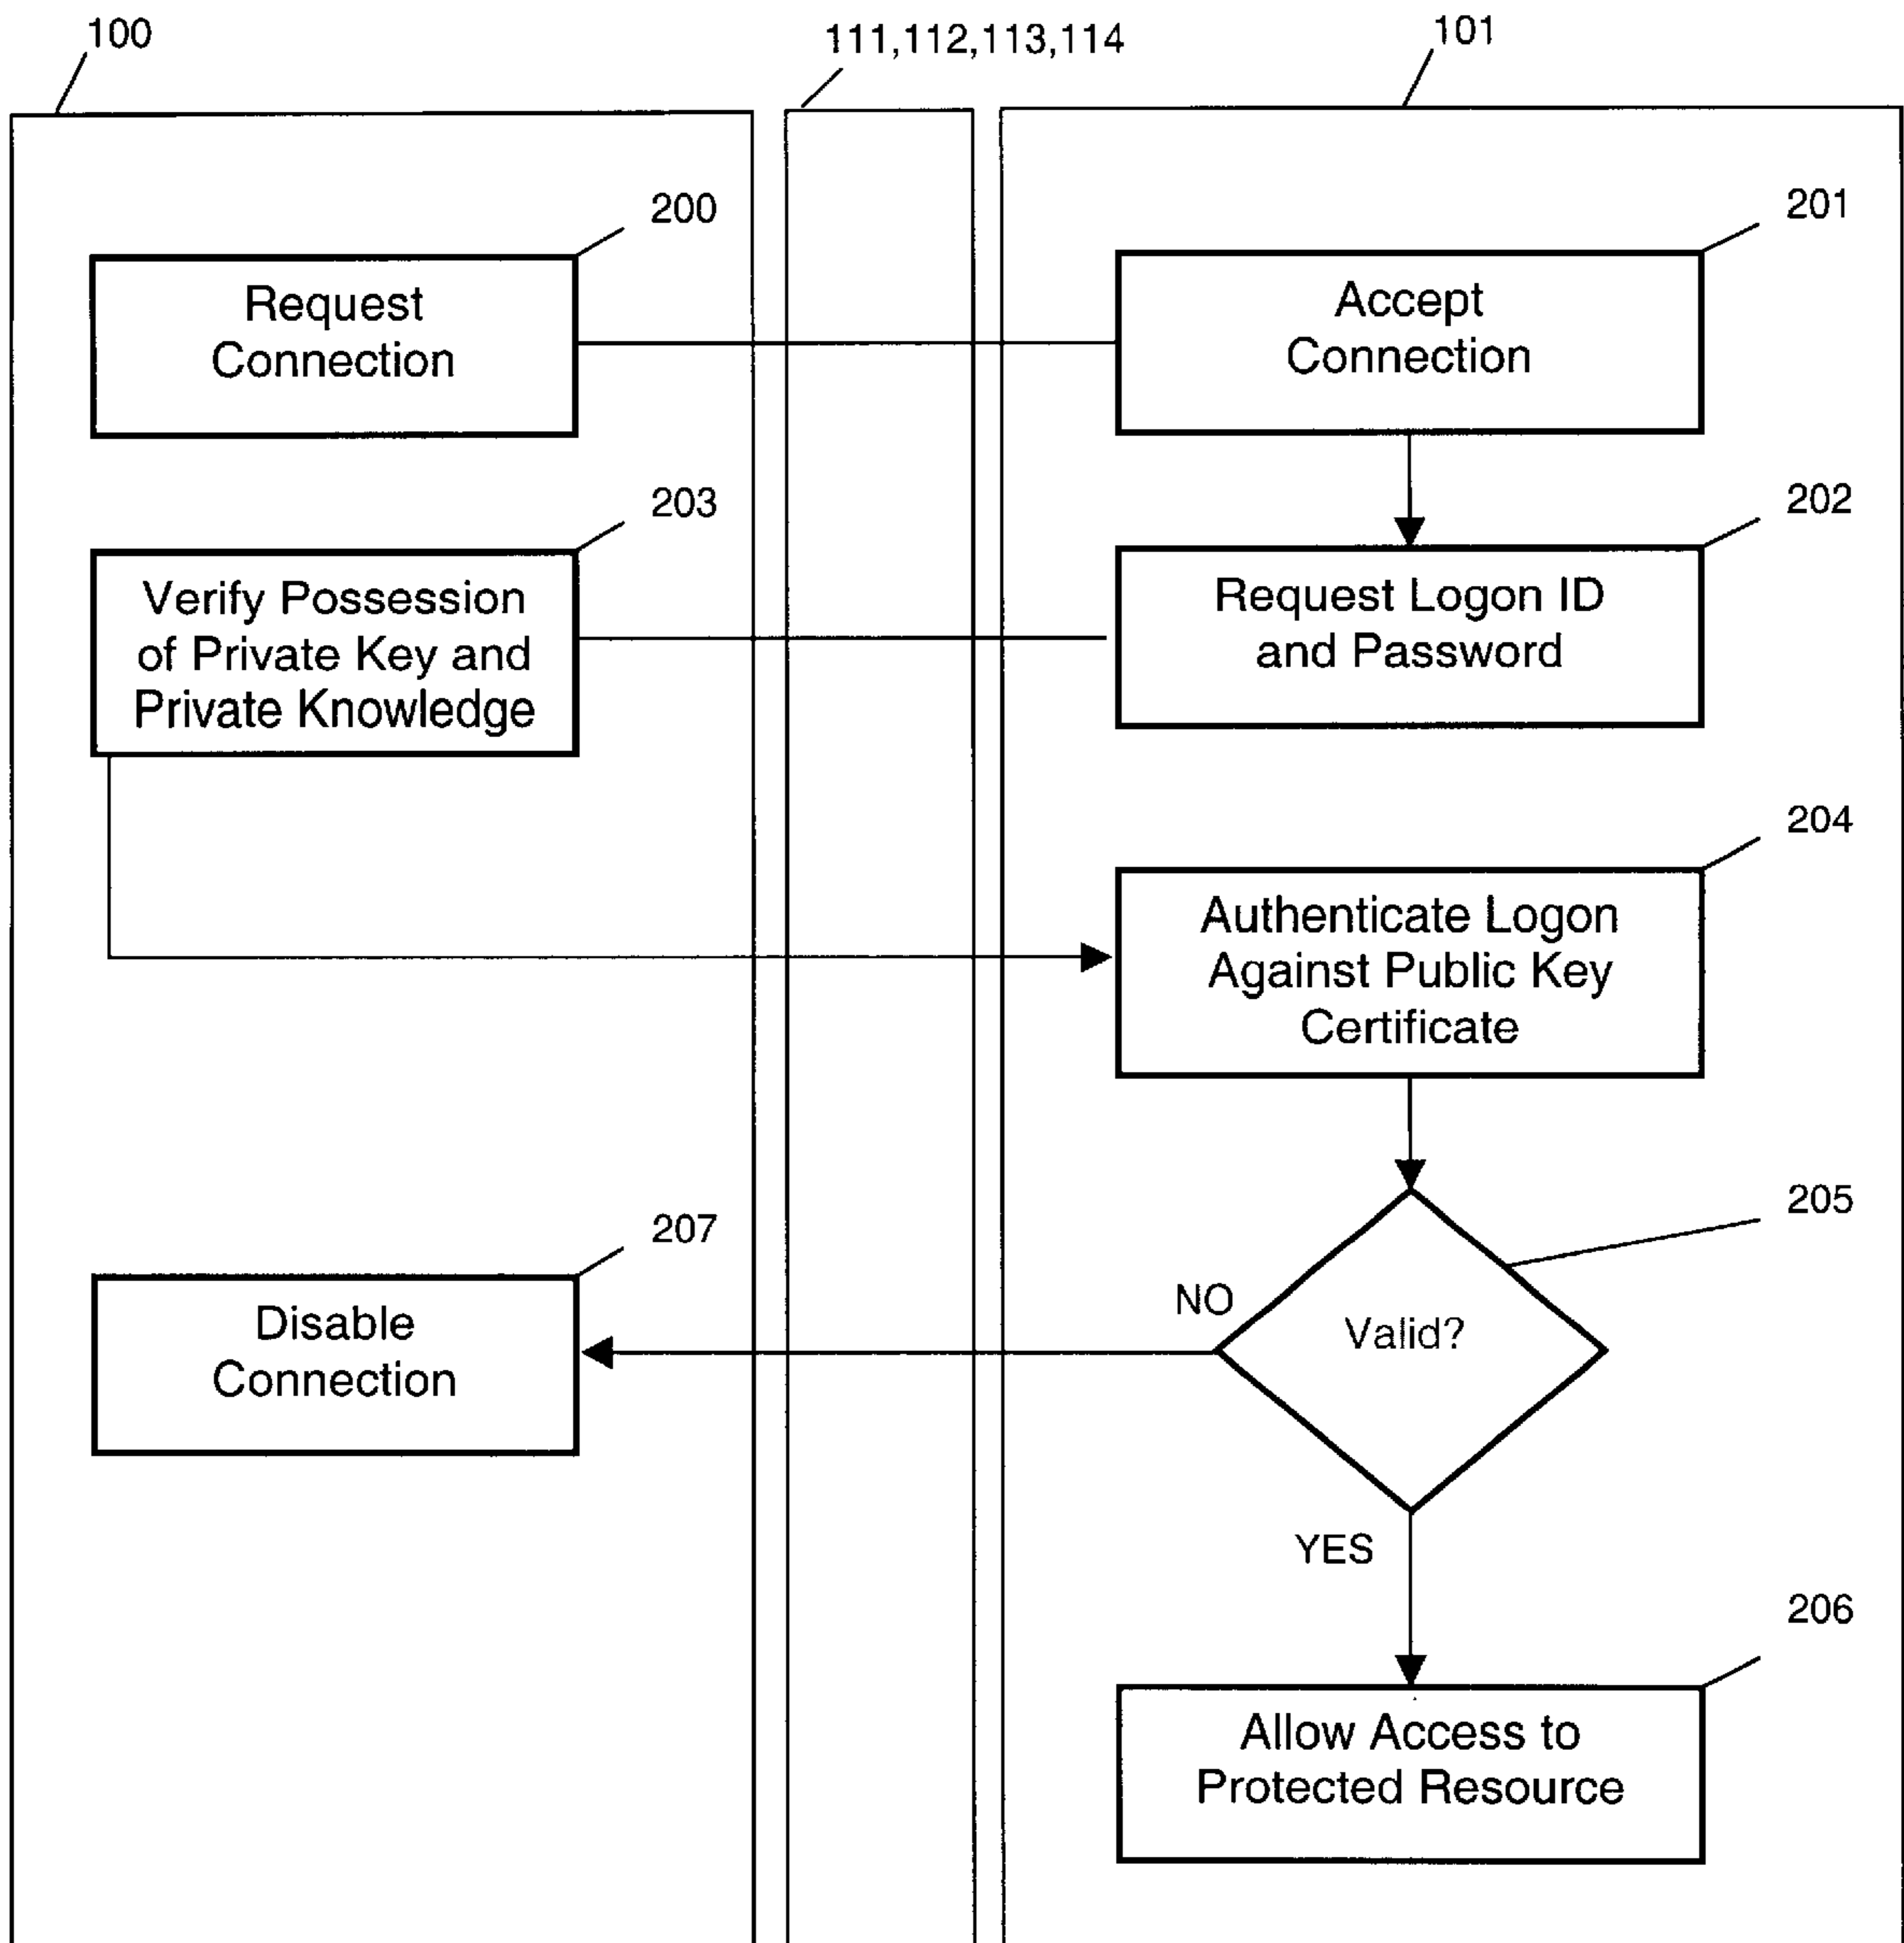 100
111,112,113,114
101
200
Request
Connection
201
Accept
Connection
203
Verify Possession
of Private Key and
Private Knowledge
202
Request Logon ID
and Password
204
Authenticate Logon
Against Public Key
Certificate
205
Valid?
NO
207
Disable
Connection
YES
206
Allow Access to
Protected Resource